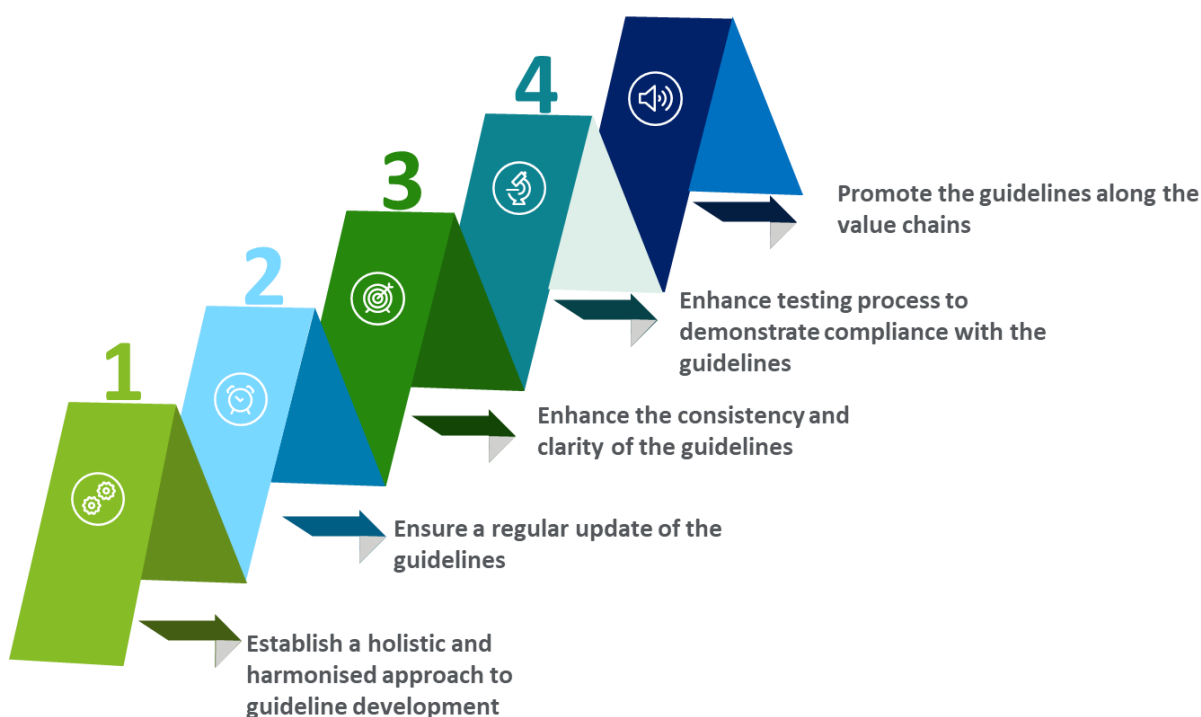 1
Establish a holistic and
harmonised approach to
guideline development
2
Ensure a regular update of the
guidelines
3
Enhance the consistency and
clarity of the guidelines
4
Enhance testing process to
demonstrate compliance with the
guidelines
Promote the guidelines along the
value chains